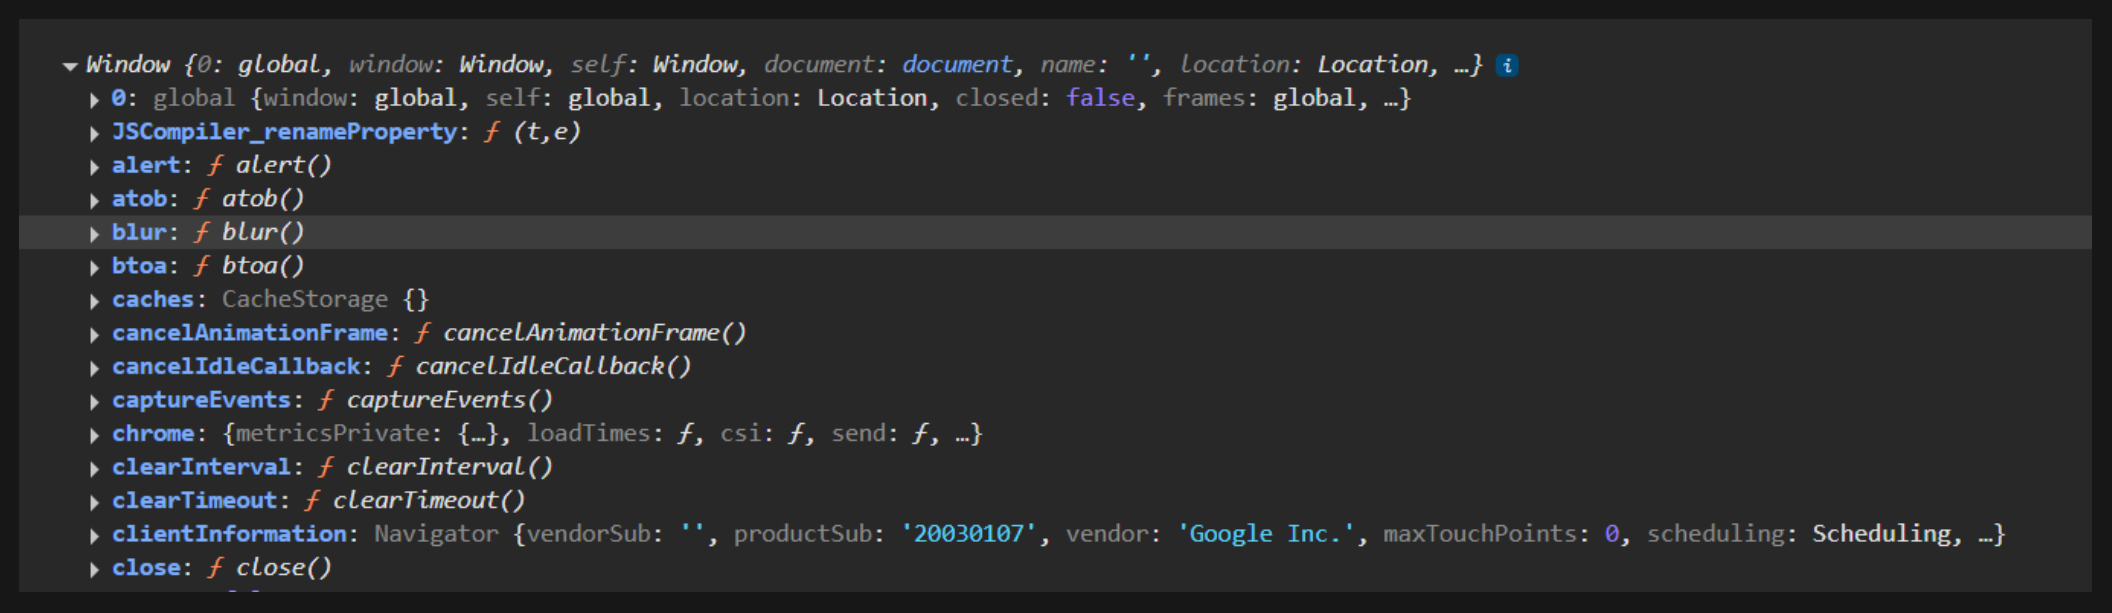 ▼ Window {0: global, window: Window, self: Window, document: document, name: '', location: Location, …} i
▶ 0: global {window: global, self: global, location: Location, closed: false, frames: global, …}
▶ JSCompiler_renameProperty: ƒ (t,e)
▶ alert: ƒ alert()
▶ atob: ƒ atob()
▶ blur: ƒ blur()
▶ btoa: ƒ btoa()
▶ caches: CacheStorage {}
▶ cancelAnimationFrame: ƒ cancelAnimationFrame()
▶ cancelIdleCallback: ƒ cancelIdleCallback()
▶ captureEvents: ƒ captureEvents()
▶ chrome: {metricsPrivate: {…}, loadTimes: ƒ, csi: ƒ, send: ƒ, …}
▶ clearInterval: ƒ clearInterval()
▶ clearTimeout: ƒ clearTimeout()
▶ clientInformation: Navigator {vendorSub: '', productSub: '20030107', vendor: 'Google Inc.', maxTouchPoints: 0, scheduling: Scheduling, …}
▶ close: ƒ close()